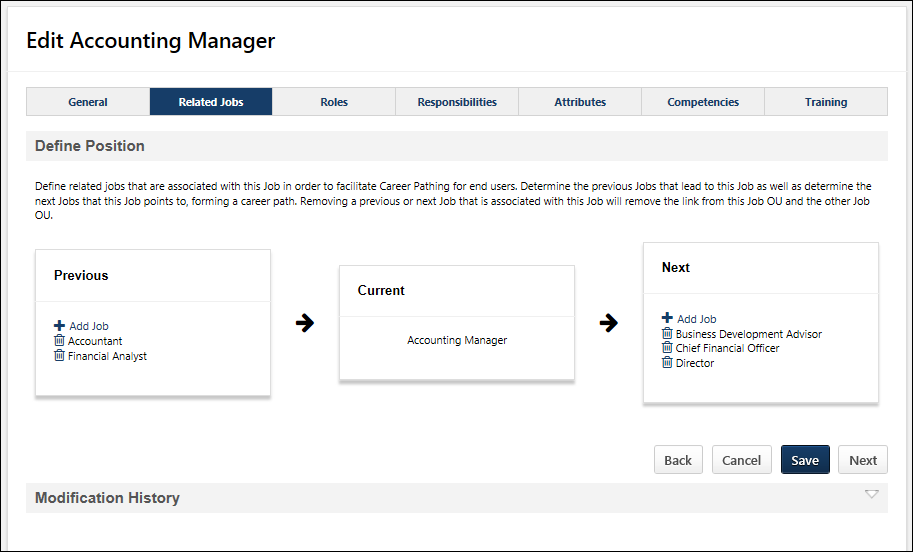 Edit Accounting Manager
General
Related Jobs
Roles
Responsibilities
Attributes
Competencies
Training
Define Position
Define related jobs that are associated with this Job in order to facilitate Career Pathing for end users. Determine the previous Jobs that lead to this Job as well as determine the
next Jobs that this Job points to, forming a career path. Removing a previous or next Job that is associated with this Job will remove the link from this Job OU and the other Job
OU.
Previous
Add Job
Accountant
Financial Analyst
Current
Accounting Manager
Next
Add Job
Business Development Advisor
Chief Financial Officer
Director
Back
Cancel
Save
Next
Modification History